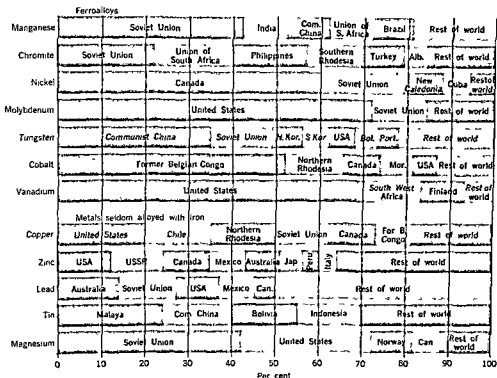 Ferroalloys
Manganese Soviet Union India Com. China Union of S. Africa Brazil Rest of world
Chromite Soviet Union Union of South Africa Philippines Southern Rhodesia Turkey Alb. Rest of world
Nickel Canada Soviet Union New Caledonia Cuba Rest of world
Molybdenum United States Soviet Union Rest of world
Tungsten Communist China Soviet Union N.Kor. S Kor USA Bol. Port. Rest of world
Cobalt Former Belgian Congo Northern Rhodesia Canada Mor. USA Rest of world
Vanadium United States South West Africa Finland Rest of world
Metals seldom alloyed with iron
Copper United States Chile Northern Rhodesia Soviet Union Canada For B. Congo Rest of world
Zinc USA USSR Canada Mexico Australia Jap Peru Italy Rest of world
Lead Australia Soviet Union USA Mexico Can. Rest of world
Tin Malaya Com China Bolivia Indonesia Rest of world
Magnesium Soviet Union United States Norway Can Rest of world
0 10 20 30 40 50 60 70 80 90 100
Per cent